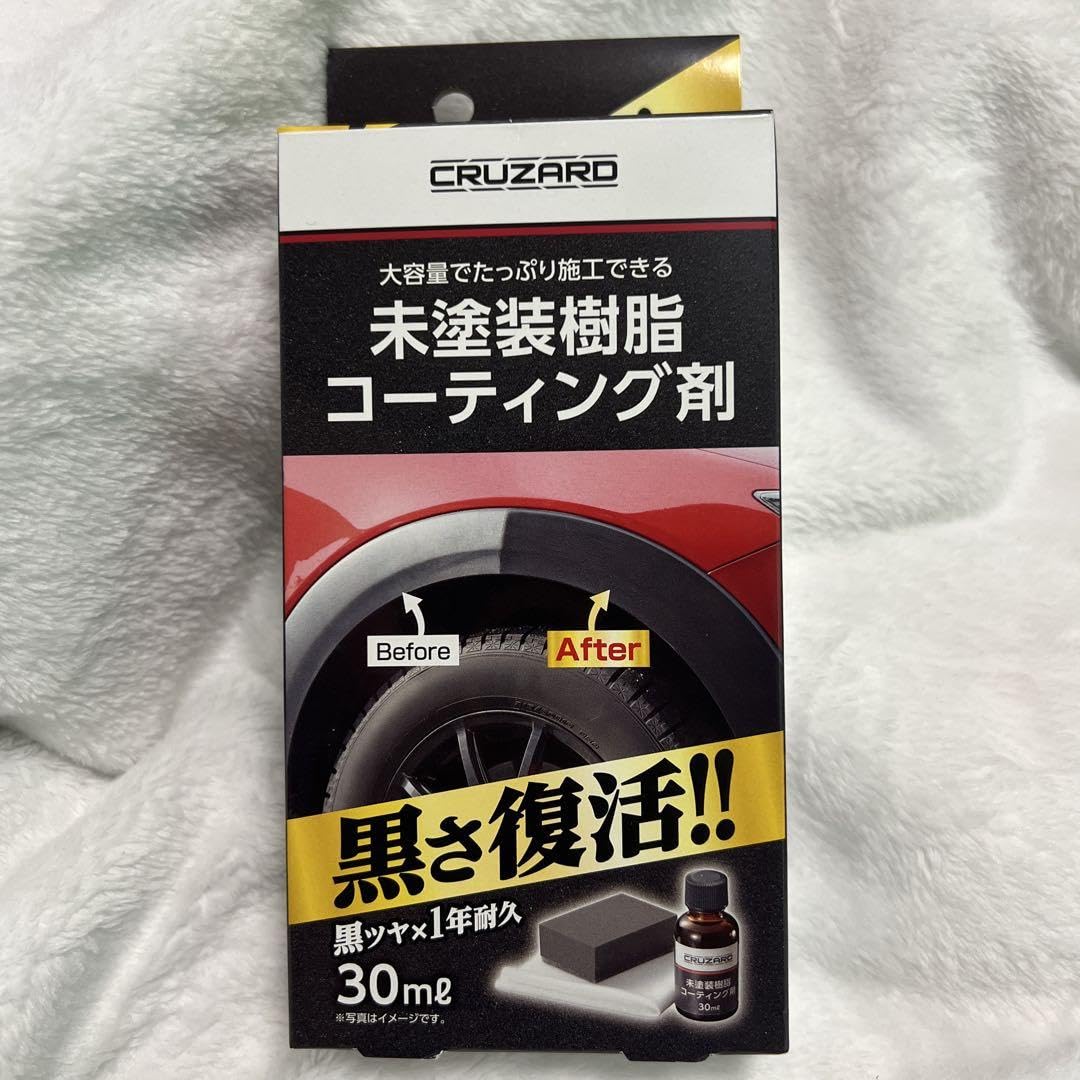 CRUZARD
大容量でたっぷり施工できる
未塗装樹脂
コーティング剤
Before
After
黒さ復活!!
黒ツヤ×1年耐久
30mℓ
※写真はイメージです。
CRUZARD
未塗装樹脂
コーティング剤
30mℓ